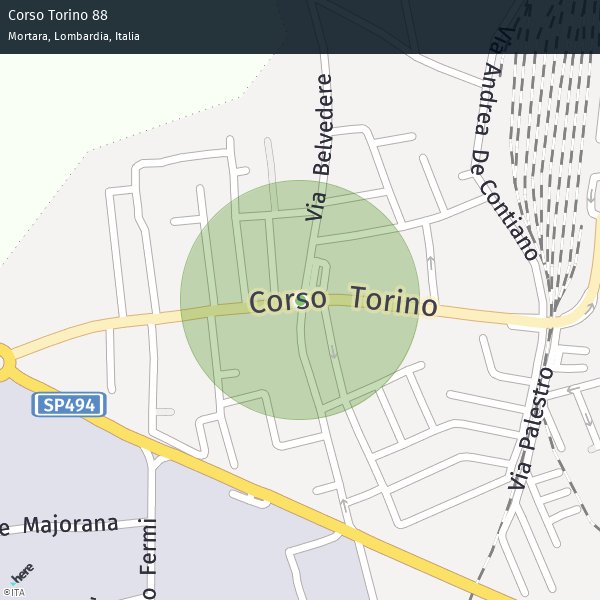 Corso Torino 88
Mortara, Lombardia, Italia
Via Belvedere
Via Andrea De Contiano
Corso Torino
SP494
Via Palestro
e Majorana
o Fermi
here
©ITA